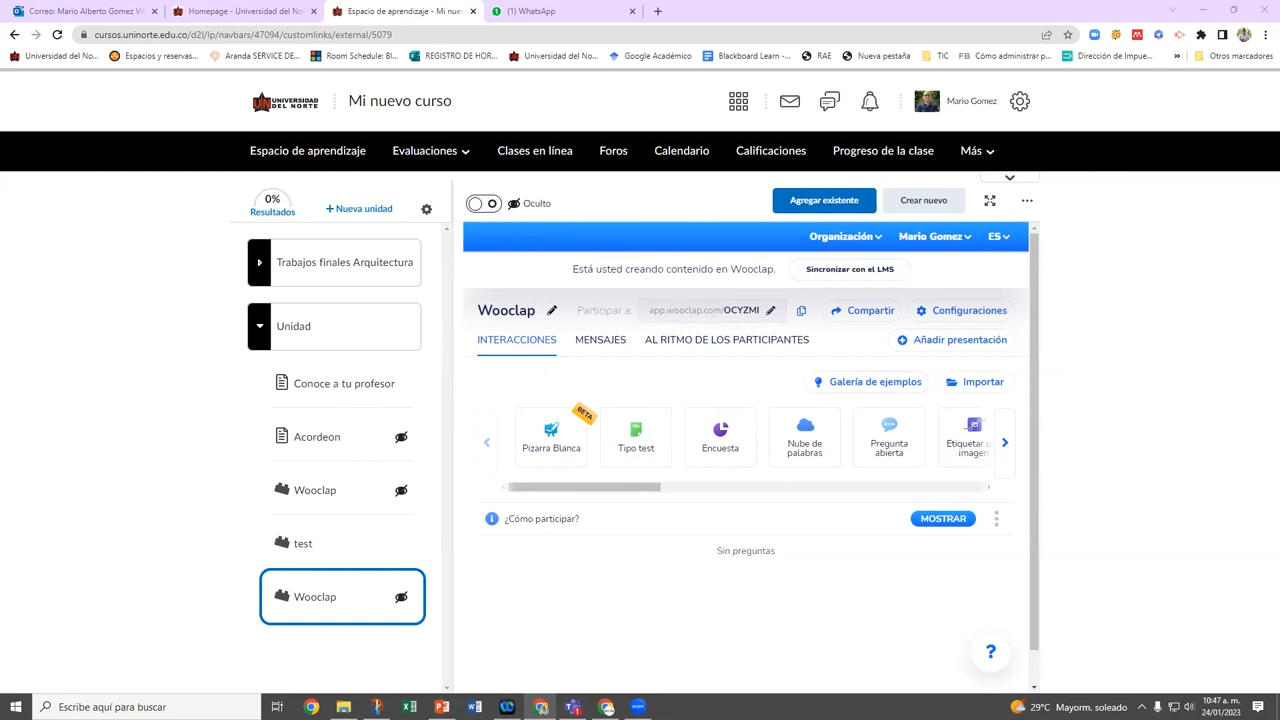 Correo: Mario Alberto Gomez Vi
Homepage - Universidad del No
Espacio de aprendizaje - Mi nue
(1) WhatsApp
cursos.uninorte.edu.co/d2l/lp/navbars/47094/customlinks/external/5079
Universidad del No...
Espacios y reservas...
Aranda SERVICE DE...
Room Schedule: Bl...
REGISTRO DE HOR...
Universidad del No...
Google Académico
Blackboard Learn -...
RAE
Nueva pestaña
TIC
FB Cómo administrar p...
Dirección de Impue...
»
Otros marcadores
UNIVERSIDAD DEL NORTE
Mi nuevo curso
Mario Gomez
Espacio de aprendizaje
Evaluaciones
Clases en línea
Foros
Calendario
Calificaciones
Progreso de la clase
Más
0%
Resultados
+ Nueva unidad
Trabajos finales Arquitectura
Unidad
Conoce a tu profesor
Acordeon
Wooclap
test
Wooclap
Oculto
Agregar existente
Crear nuevo
Organización
Mario Gomez
ES
Está usted creando contenido en Wooclap.
Sincronizar con el LMS
Wooclap
Participar a:
app.wooclap.com/OCYZMI
Compartir
Configuraciones
INTERACCIONES
MENSAJES
AL RITMO DE LOS PARTICIPANTES
Añadir presentación
Galería de ejemplos
Importar
BETA
Pizarra Blanca
Tipo test
Encuesta
Nube de
palabras
Pregunta
abierta
Etiquetar u
imagen
¿Cómo participar?
MOSTRAR
Sin preguntas
?
Escribe aquí para buscar
29°C Mayorm. soleado
10:47 a. m.
24/01/2023